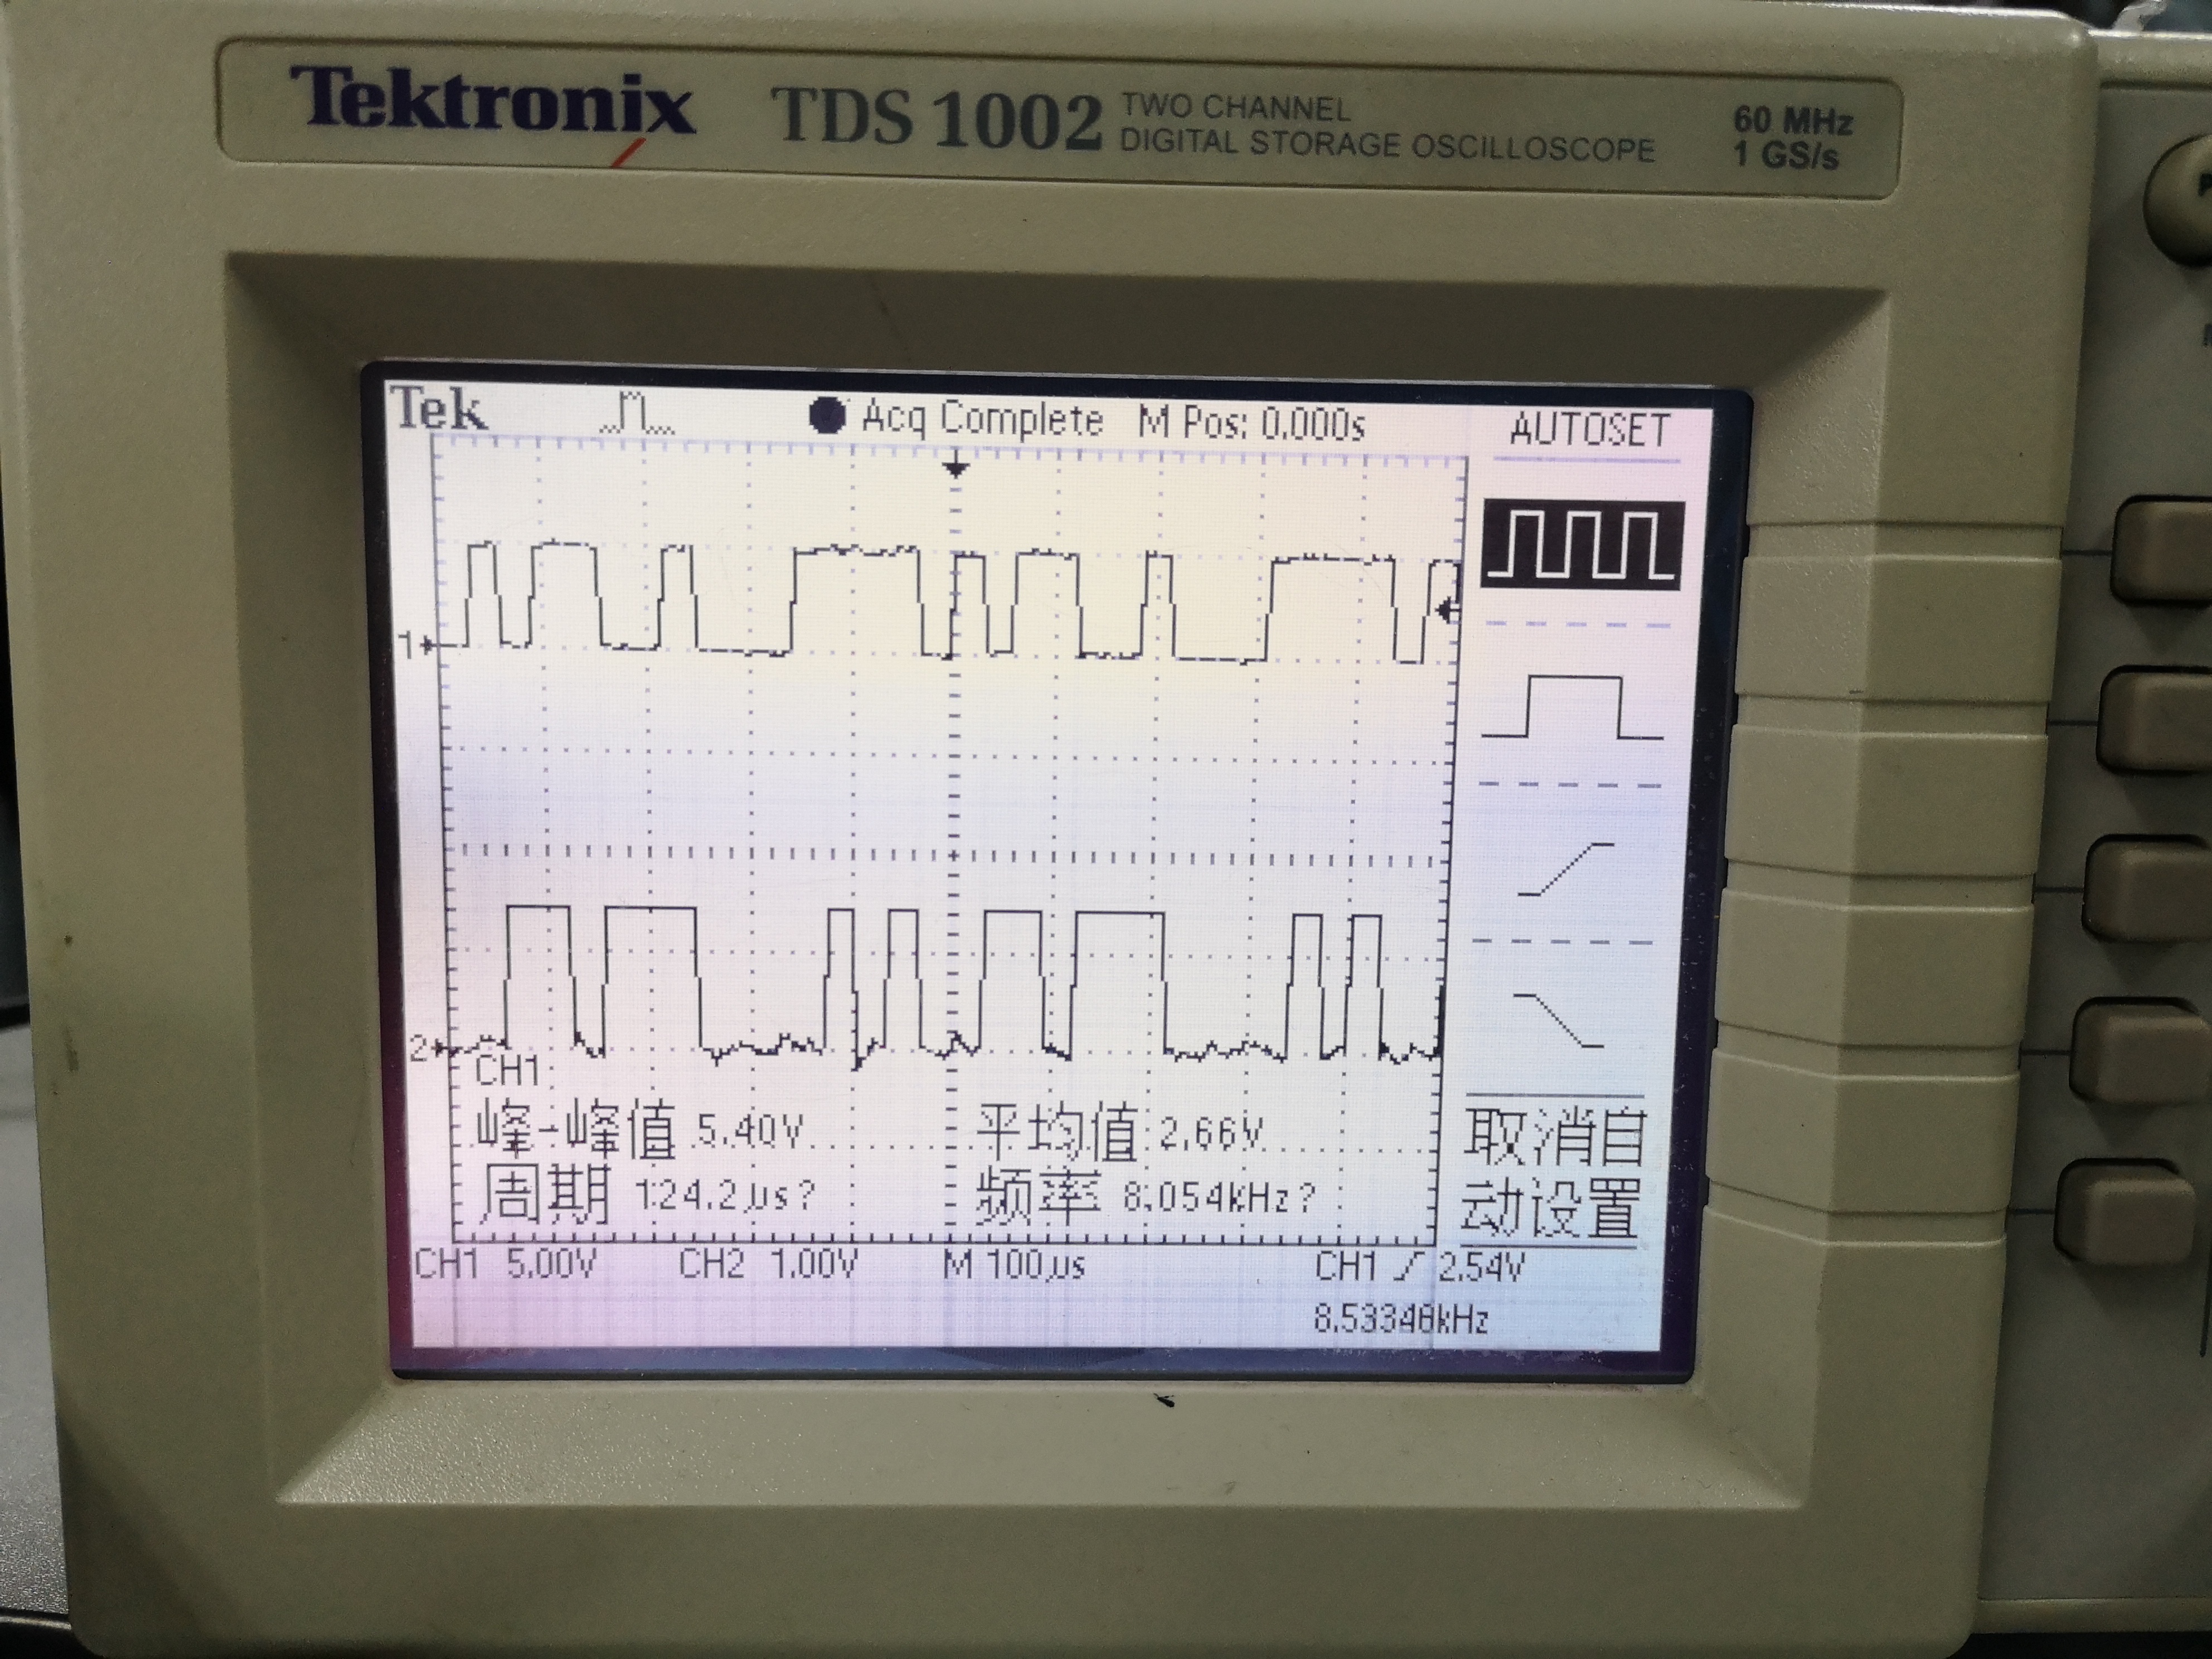 Tektronix TDS 1002 TWO CHANNEL DIGITAL STORAGE OSCILLOSCOPE
60 MHz
1 GS/s
Tek Acq Complete M Pos: 0.000s AUTOSET
1
2
CH1
峰-峰值 5.40V 平均值 2.66V 取消自
周期 124.2µs? 频率 8.054kHz? 动设置
CH1 5.00V CH2 1.00V M 100µs CH1 2.54V